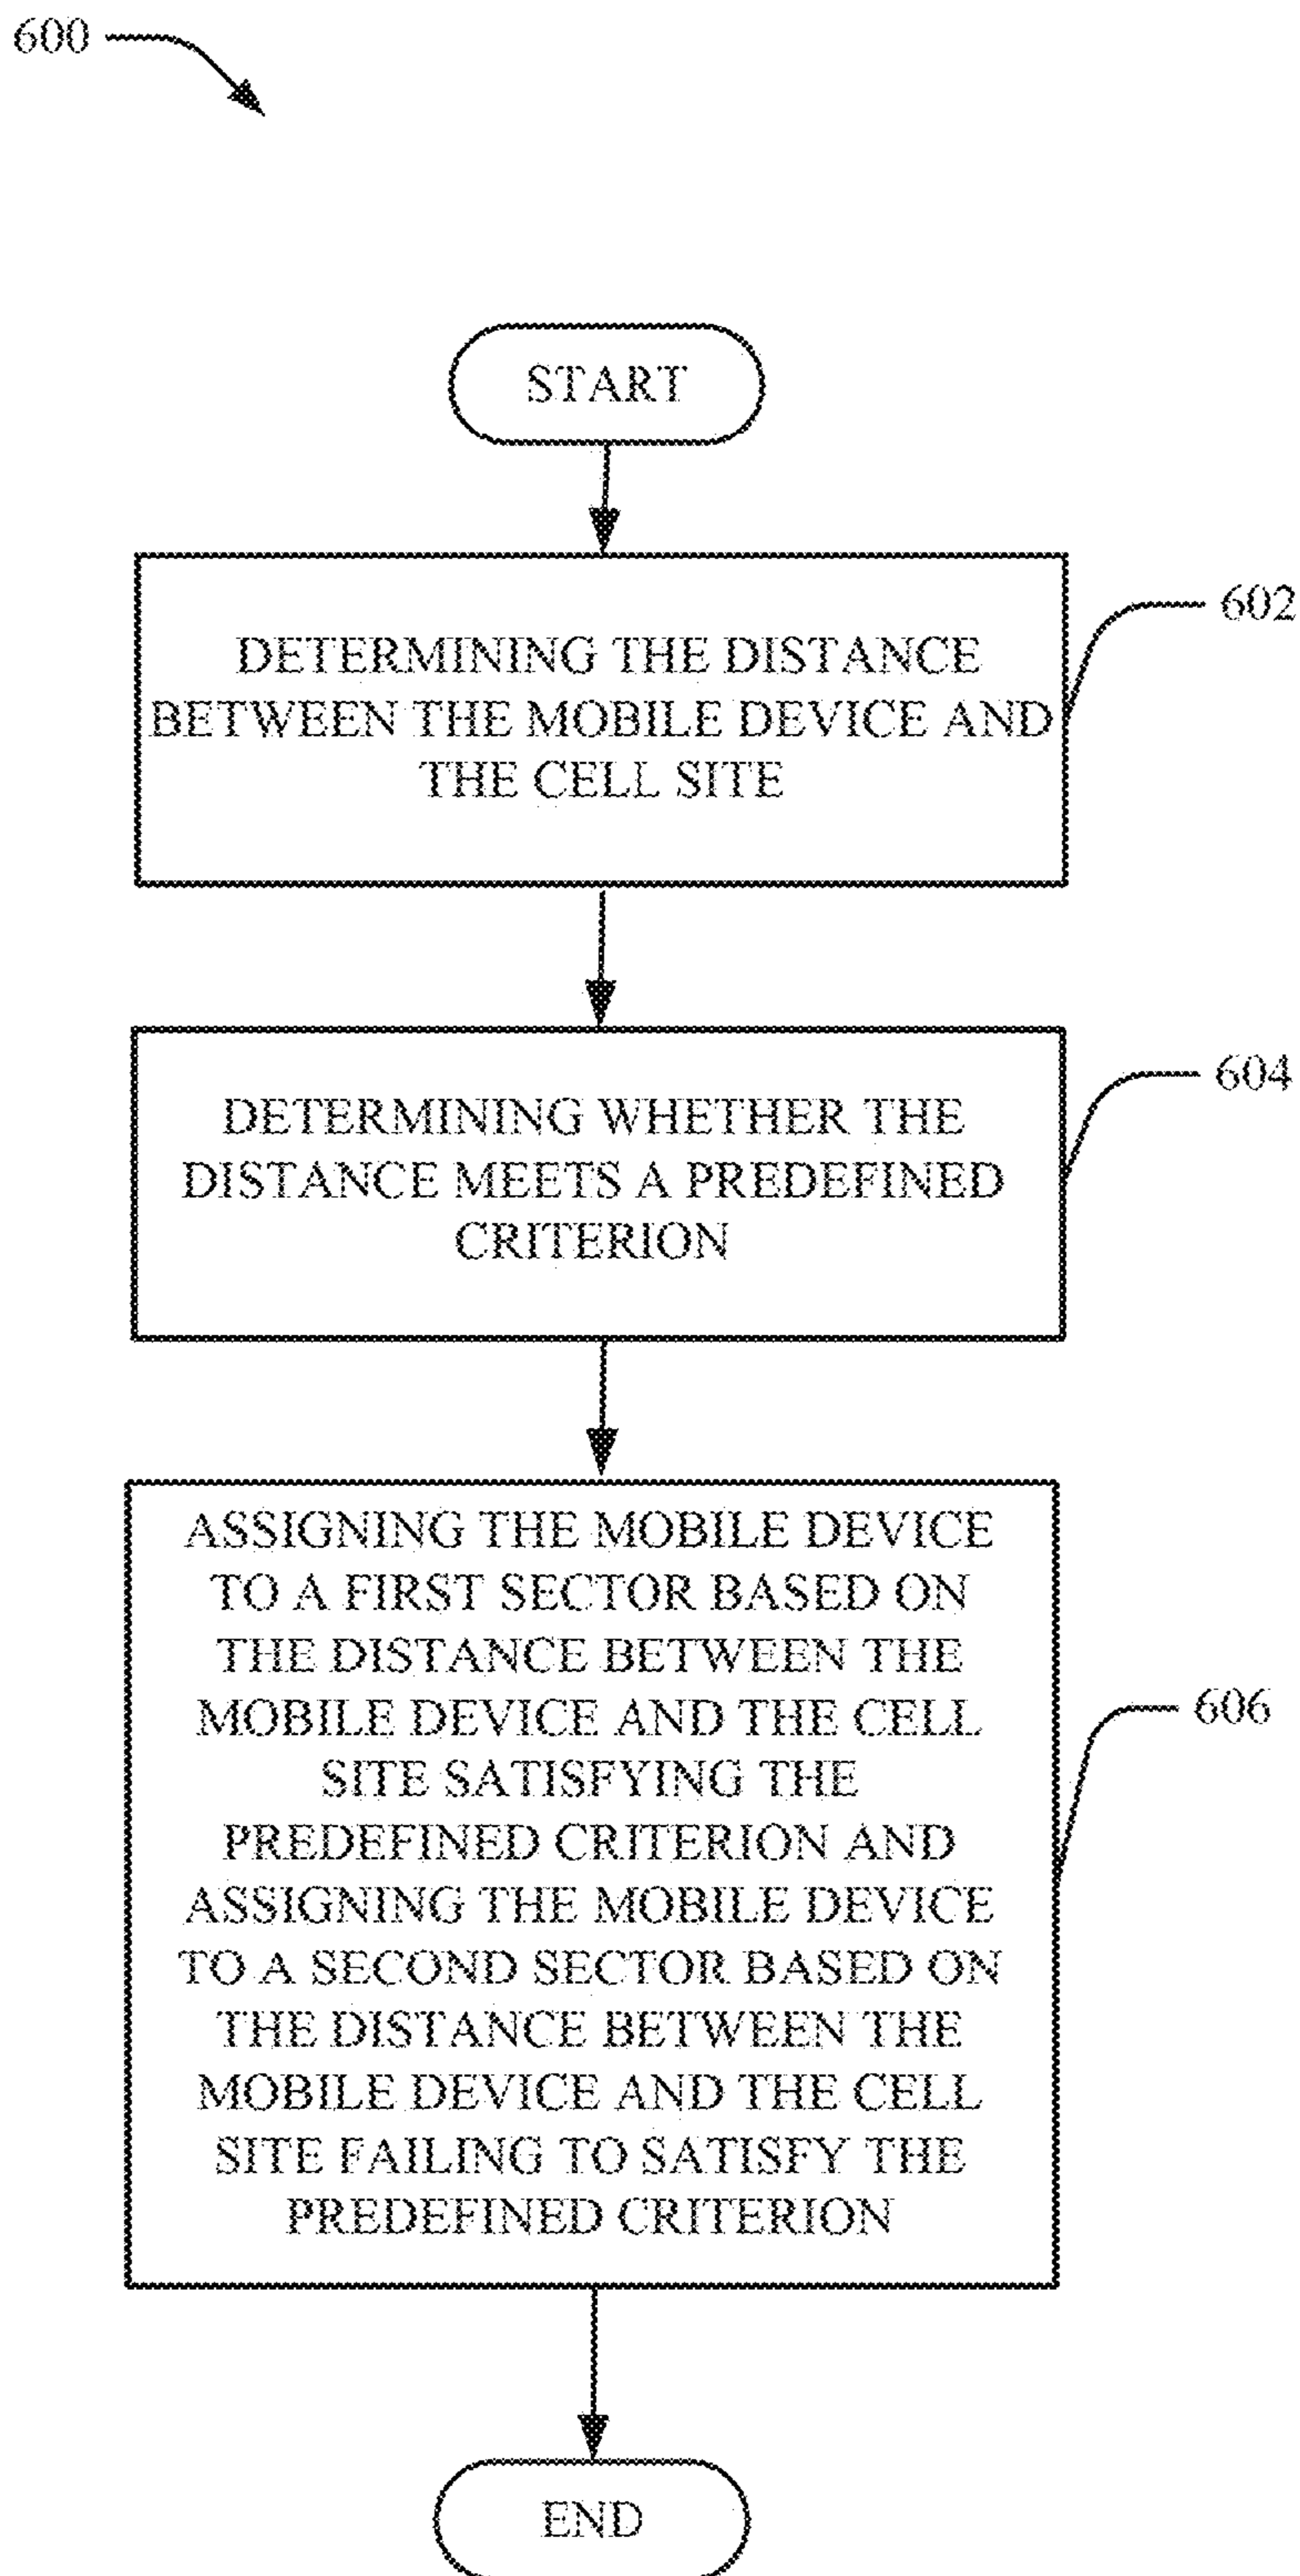 600
START
DETERMINING THE DISTANCE
BETWEEN THE MOBILE DEVICE AND
THE CELL SITE
602
DETERMINING WHETHER THE
DISTANCE MEETS A PREDEFINED
CRITERION
604
ASSIGNING THE MOBILE DEVICE
TO A FIRST SECTOR BASED ON
THE DISTANCE BETWEEN THE
MOBILE DEVICE AND THE CELL
SITE SATISFYING THE
PREDEFINED CRITERION AND
ASSIGNING THE MOBILE DEVICE
TO A SECOND SECTOR BASED ON
THE DISTANCE BETWEEN THE
MOBILE DEVICE AND THE CELL
SITE FAILING TO SATISFY THE
PREDEFINED CRITERION
606
END